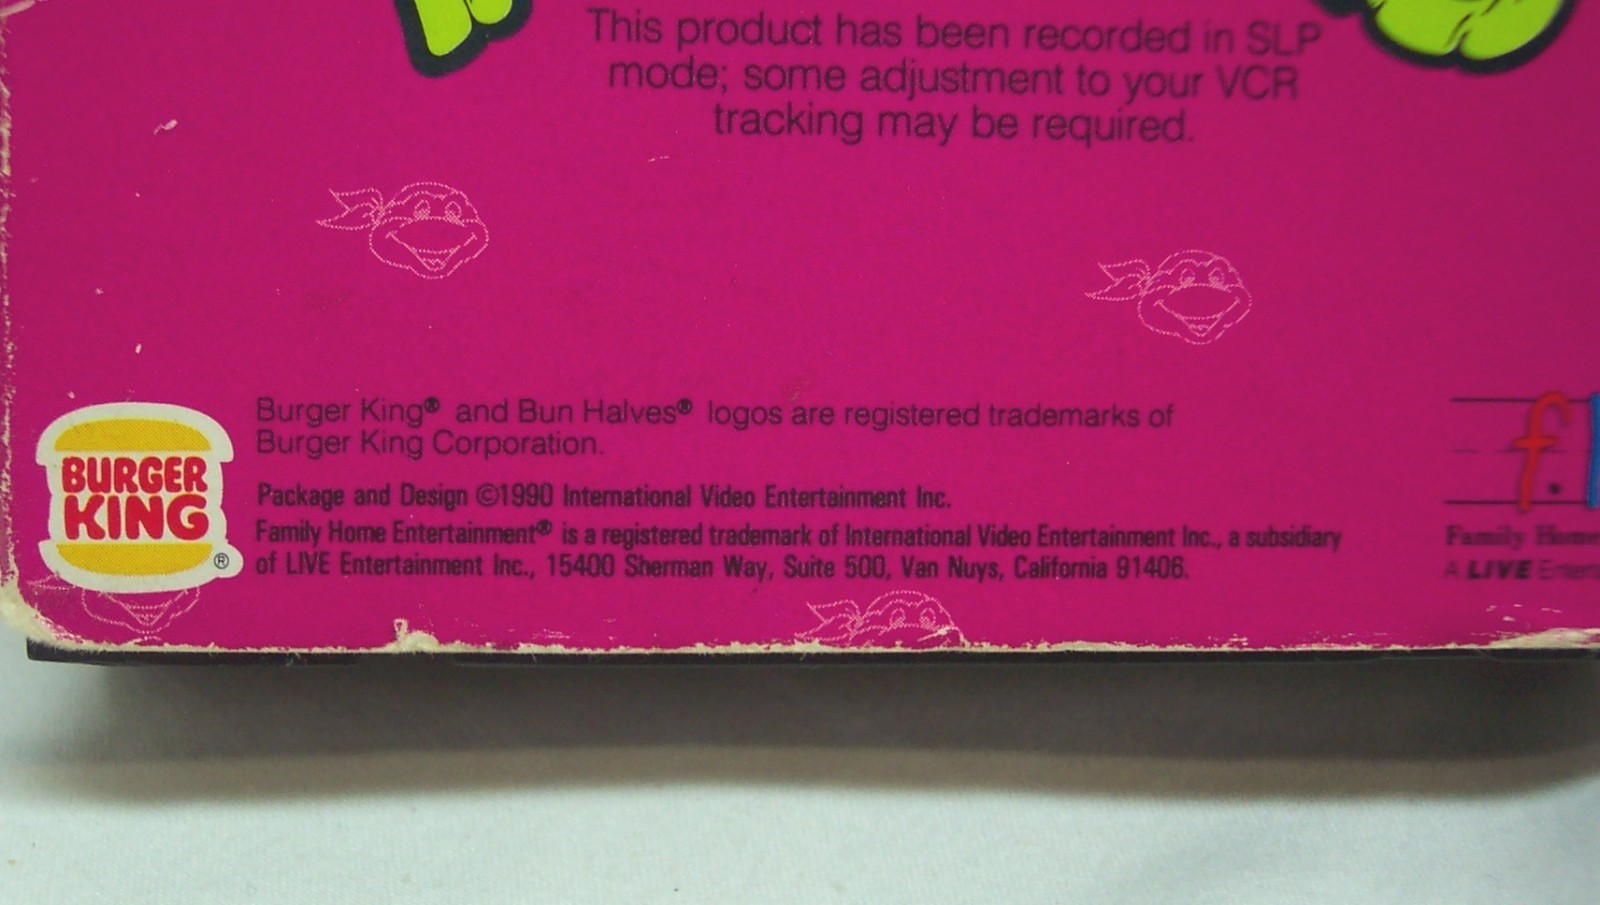 This product has been recorded in SLP
mode; some adjustment to your VCR
tracking may be required.
Burger King® and Bun Halves® logos are registered trademarks of
Burger King Corporation.
BURGER
KING
®
Package and Design ©1990 International Video Entertainment Inc.
Family Home Entertainment® is a registered trademark of International Video Entertainment Inc., a subsidiary
of LIVE Entertainment Inc., 15400 Sherman Way, Suite 500, Van Nuys, California 91406.
f.
Family Home
A LIVE